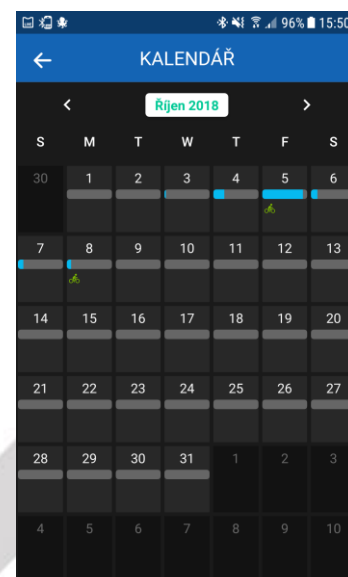 96% 15:50
KALENDÁŘ
Říjen 2018
S M T W T F S
30 1 2 3 4 5 6
7 8 9 10 11 12 13
14 15 16 17 18 19 20
21 22 23 24 25 26 27
28 29 30 31 1 2 3
4 5 6 7 8 9 10